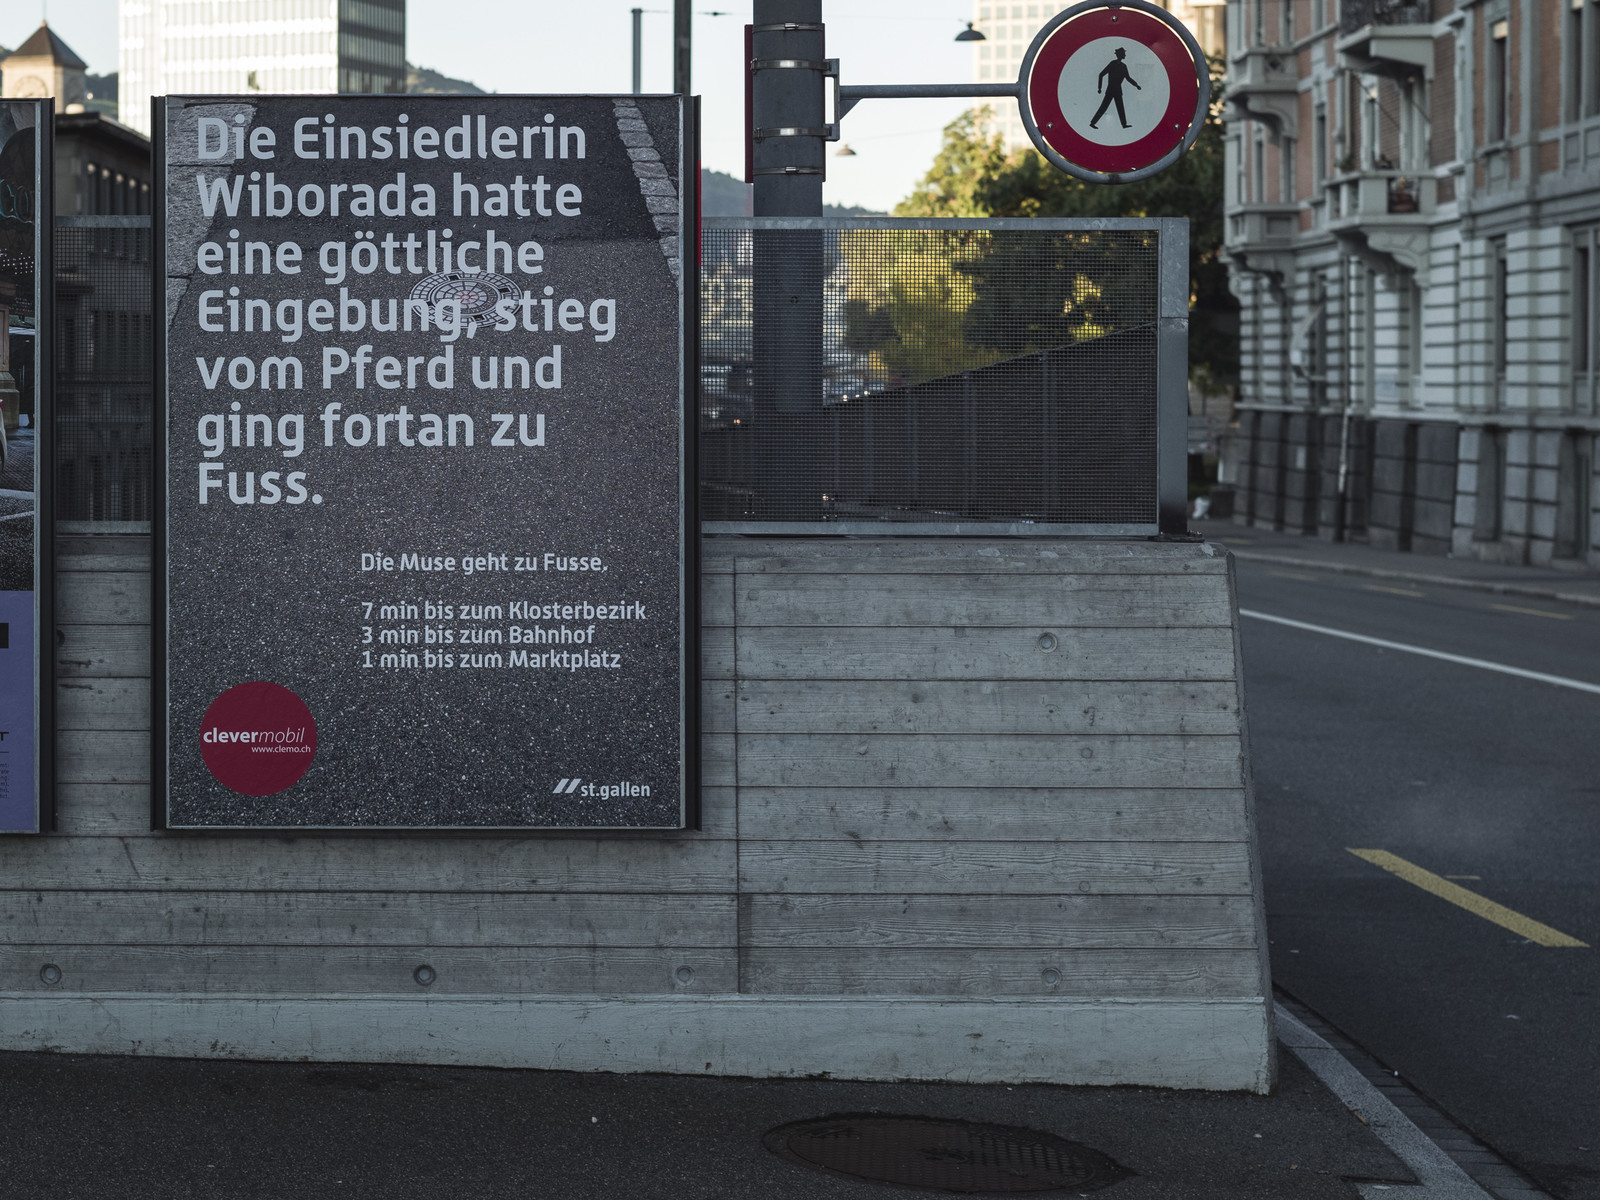 Die Einsiedlerin
Wiborada hatte
eine göttliche
Eingebung, stieg
vom Pferd und
ging fortan zu
Fuss.
Die Muse geht zu Fusse,
7 min bis zum Klosterbezirk
3 min bis zum Bahnhof
1 min bis zum Marktplatz
clevermobil
www.clemo.ch
st.gallen